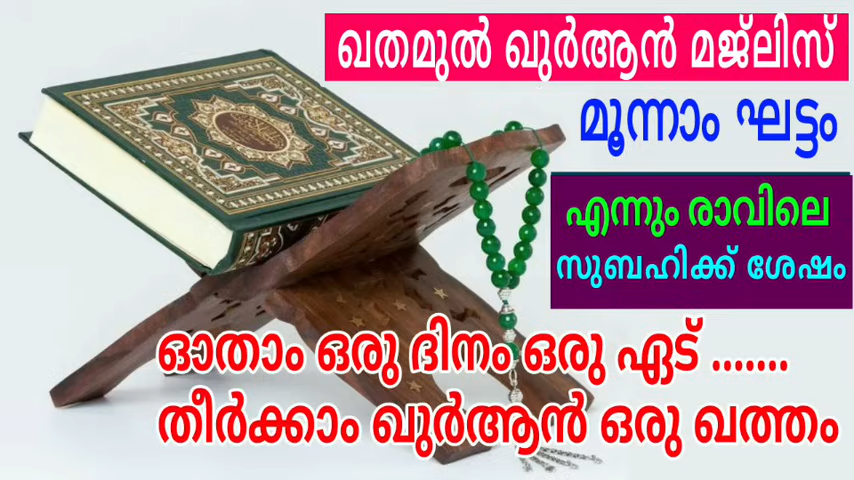 ഖതമുൽ ഖുർആൻ മജ്ലിസ്
മൂന്നാം ഘട്ടം
എന്നും രാവിലെ
സുബഹിക്ക് ശേഷം
ഓതാം ഒരു ദിനം ഒരു ഏട് .......
തീർക്കാം ഖുർആൻ ഒരു ഖത്തം